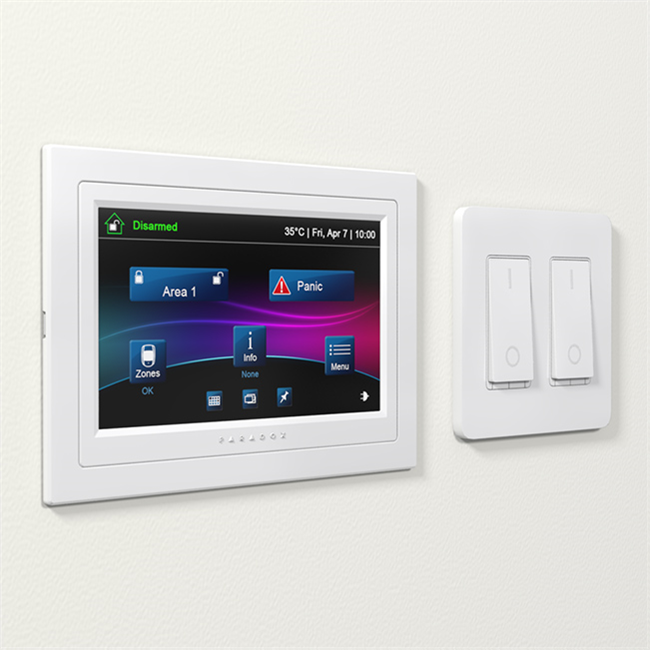 Disarmed
35°C | Fri, Apr 7 | 10:00
Area 1
Panic
Zones
OK
Info
None
Menu
PARADOX